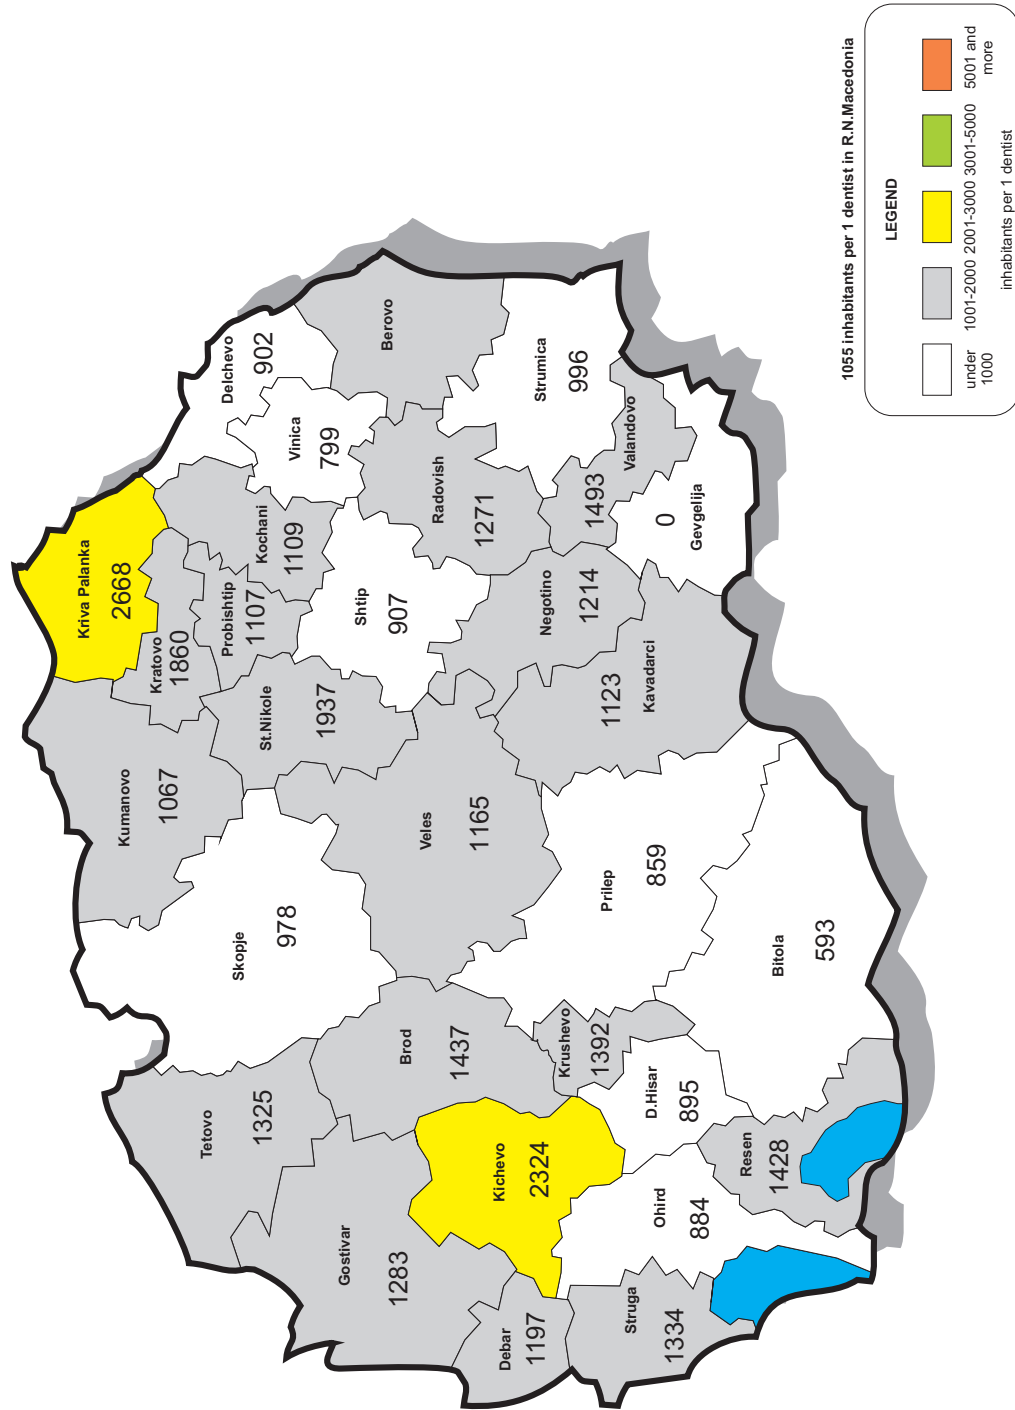 Kriva Palanka
2668
Kumanovo
1067
Kratovo
1860
Delchevo
902
Probishtip
1107
Kochani
1109
Vinica
799
Berovo
Skopje
978
St.Nikole
1937
Shtip
907
Radovish
1271
Strumica
996
Tetovo
1325
Veles
1165
Negotino
1214
1493
Valandovo
0
Gevgelija
Gostivar
1283
Brod
1437
1123
Kavadarci
Kichevo
2324
Krushevo
1392
Prilep
859
Debar
1197
D.Hisar
895
Bitola
593
Struga
1334
Ohird
884
Resen
1428
1055 inhabitants per 1 dentist in R.N.Macedonia
LEGEND
under
1000
1001-2000
2001-3000
3001-5000
5001 and
more
inhabitants per 1 dentist